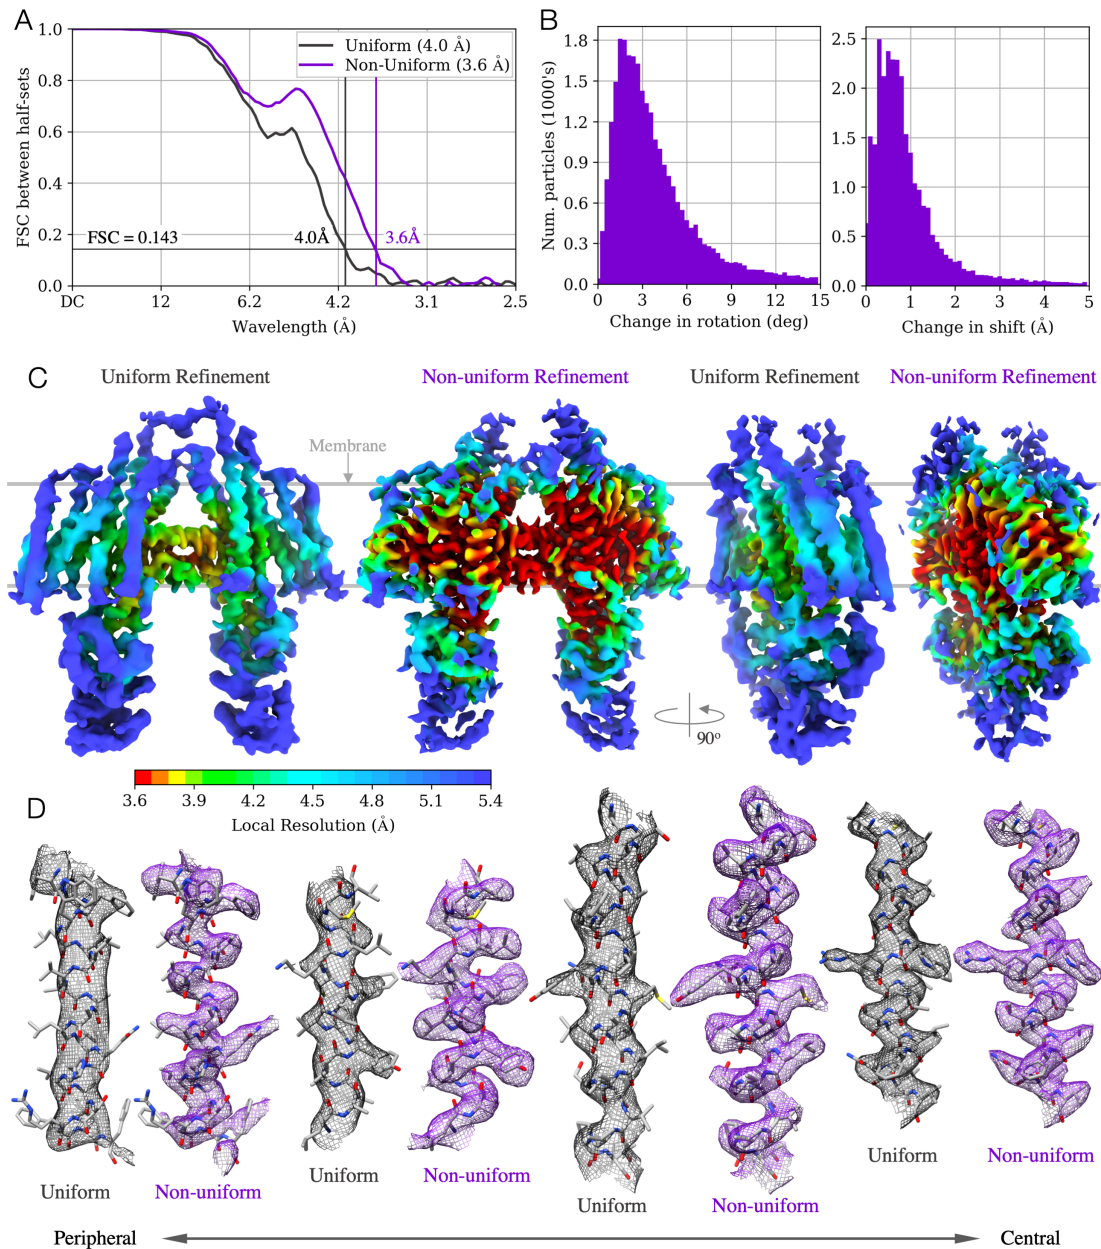 A
1.0
0.8
0.6
0.4
0.2
0.0
FSC between half-sets
Uniform (4.0 Å)
Non-Uniform (3.6 Å)
FSC = 0.143
4.0Å
3.6Å
DC
12
6.2
4.2
3.1
2.5
Wavelength (Å)
B
1.8
1.5
1.2
0.9
0.6
0.3
0.0
Num. particles (1000's)
0
3
6
9
12
15
Change in rotation (deg)
2.5
2.0
1.5
1.0
0.5
0.0
0
1
2
3
4
5
Change in shift (Å)
C
Uniform Refinement
Non-uniform Refinement
Uniform Refinement
Non-uniform Refinement
Membrane
90°
3.6
3.9
4.2
4.5
4.8
5.1
5.4
Local Resolution (Å)
D
Uniform
Non-uniform
Uniform
Non-uniform
Uniform
Non-uniform
Uniform
Non-uniform
Peripheral
Central